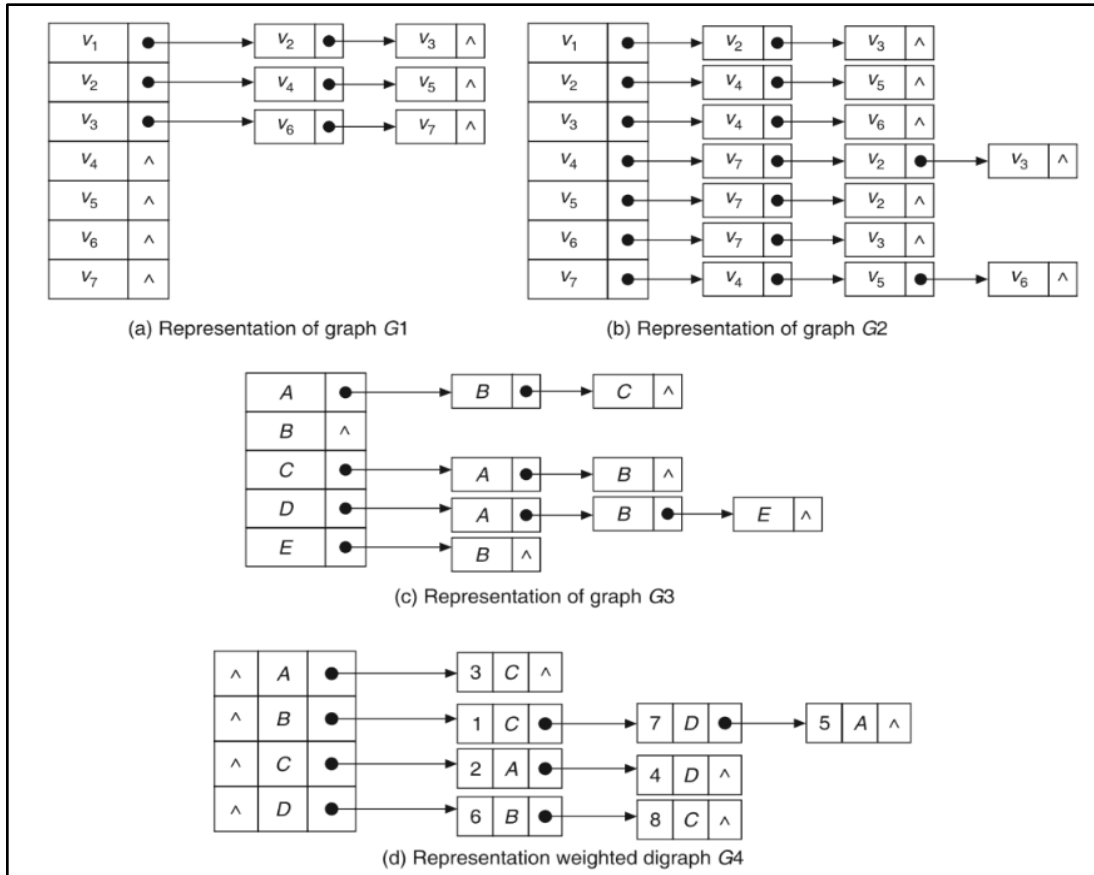 v1 v2 v3 ^ v1 v2 v3 ^
v2 v4 v5 ^ v2 v4 v5 ^
v3 v6 v7 ^ v3 v4 v6 ^
v4 ^ v4 v7 v2 v3 ^
v5 ^ v5 v7 v2 ^
v6 ^ v6 v7 v3 ^
v7 ^ v7 v4 v5 v6 ^
(a) Representation of graph G1 (b) Representation of graph G2
A B C ^
B ^
C A B ^
D A B E ^
E B ^
(c) Representation of graph G3
^ A 3 C ^
^ B 1 C 7 D 5 A ^
^ C 2 A 4 D ^
^ D 6 B 8 C ^
(d) Representation weighted digraph G4